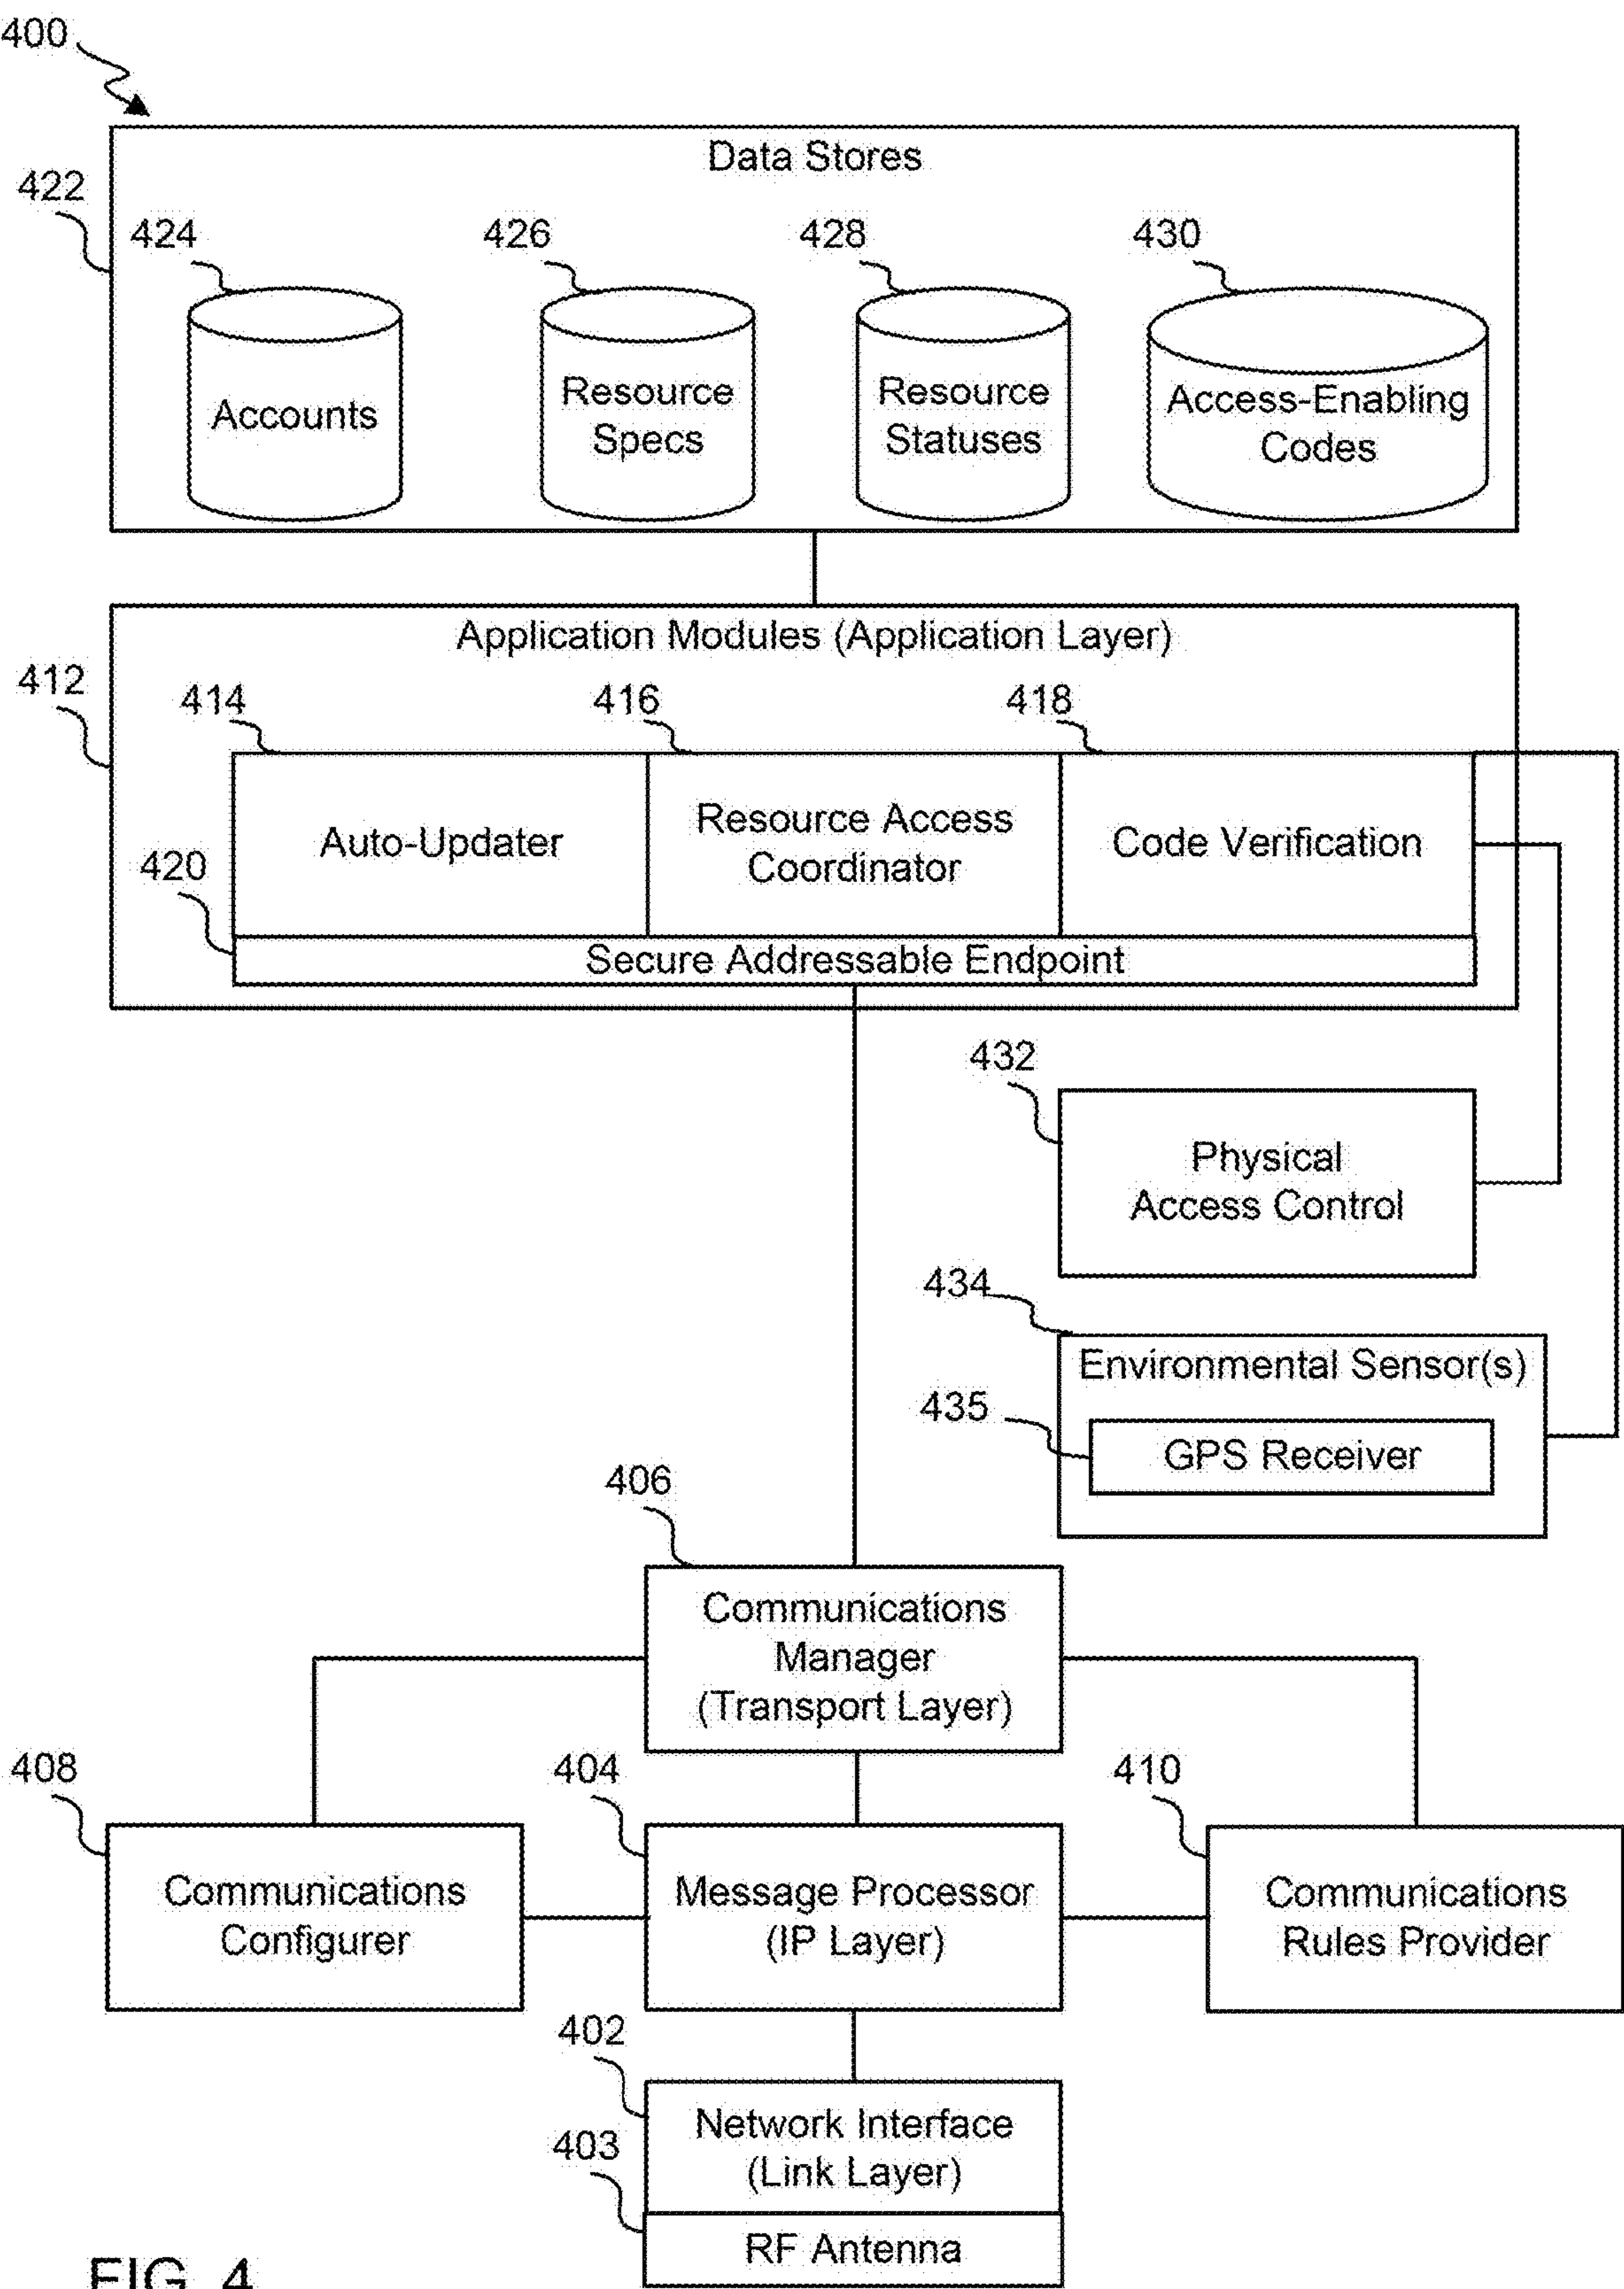 400
Data Stores
422
424
426
428
430
Accounts
Resource
Specs
Resource
Statuses
Access-Enabling
Codes
Application Modules (Application Layer)
412
414
416
418
Auto-Updater
Resource Access
Coordinator
Code Verification
420
Secure Addressable Endpoint
432
Physical
Access Control
434
Environmental Sensor(s)
435
GPS Receiver
406
Communications
Manager
(Transport Layer)
408
404
410
Communications
Configurer
Message Processor
(IP Layer)
Communications
Rules Provider
402
Network Interface
(Link Layer)
403
RF Antenna
FIG. 4